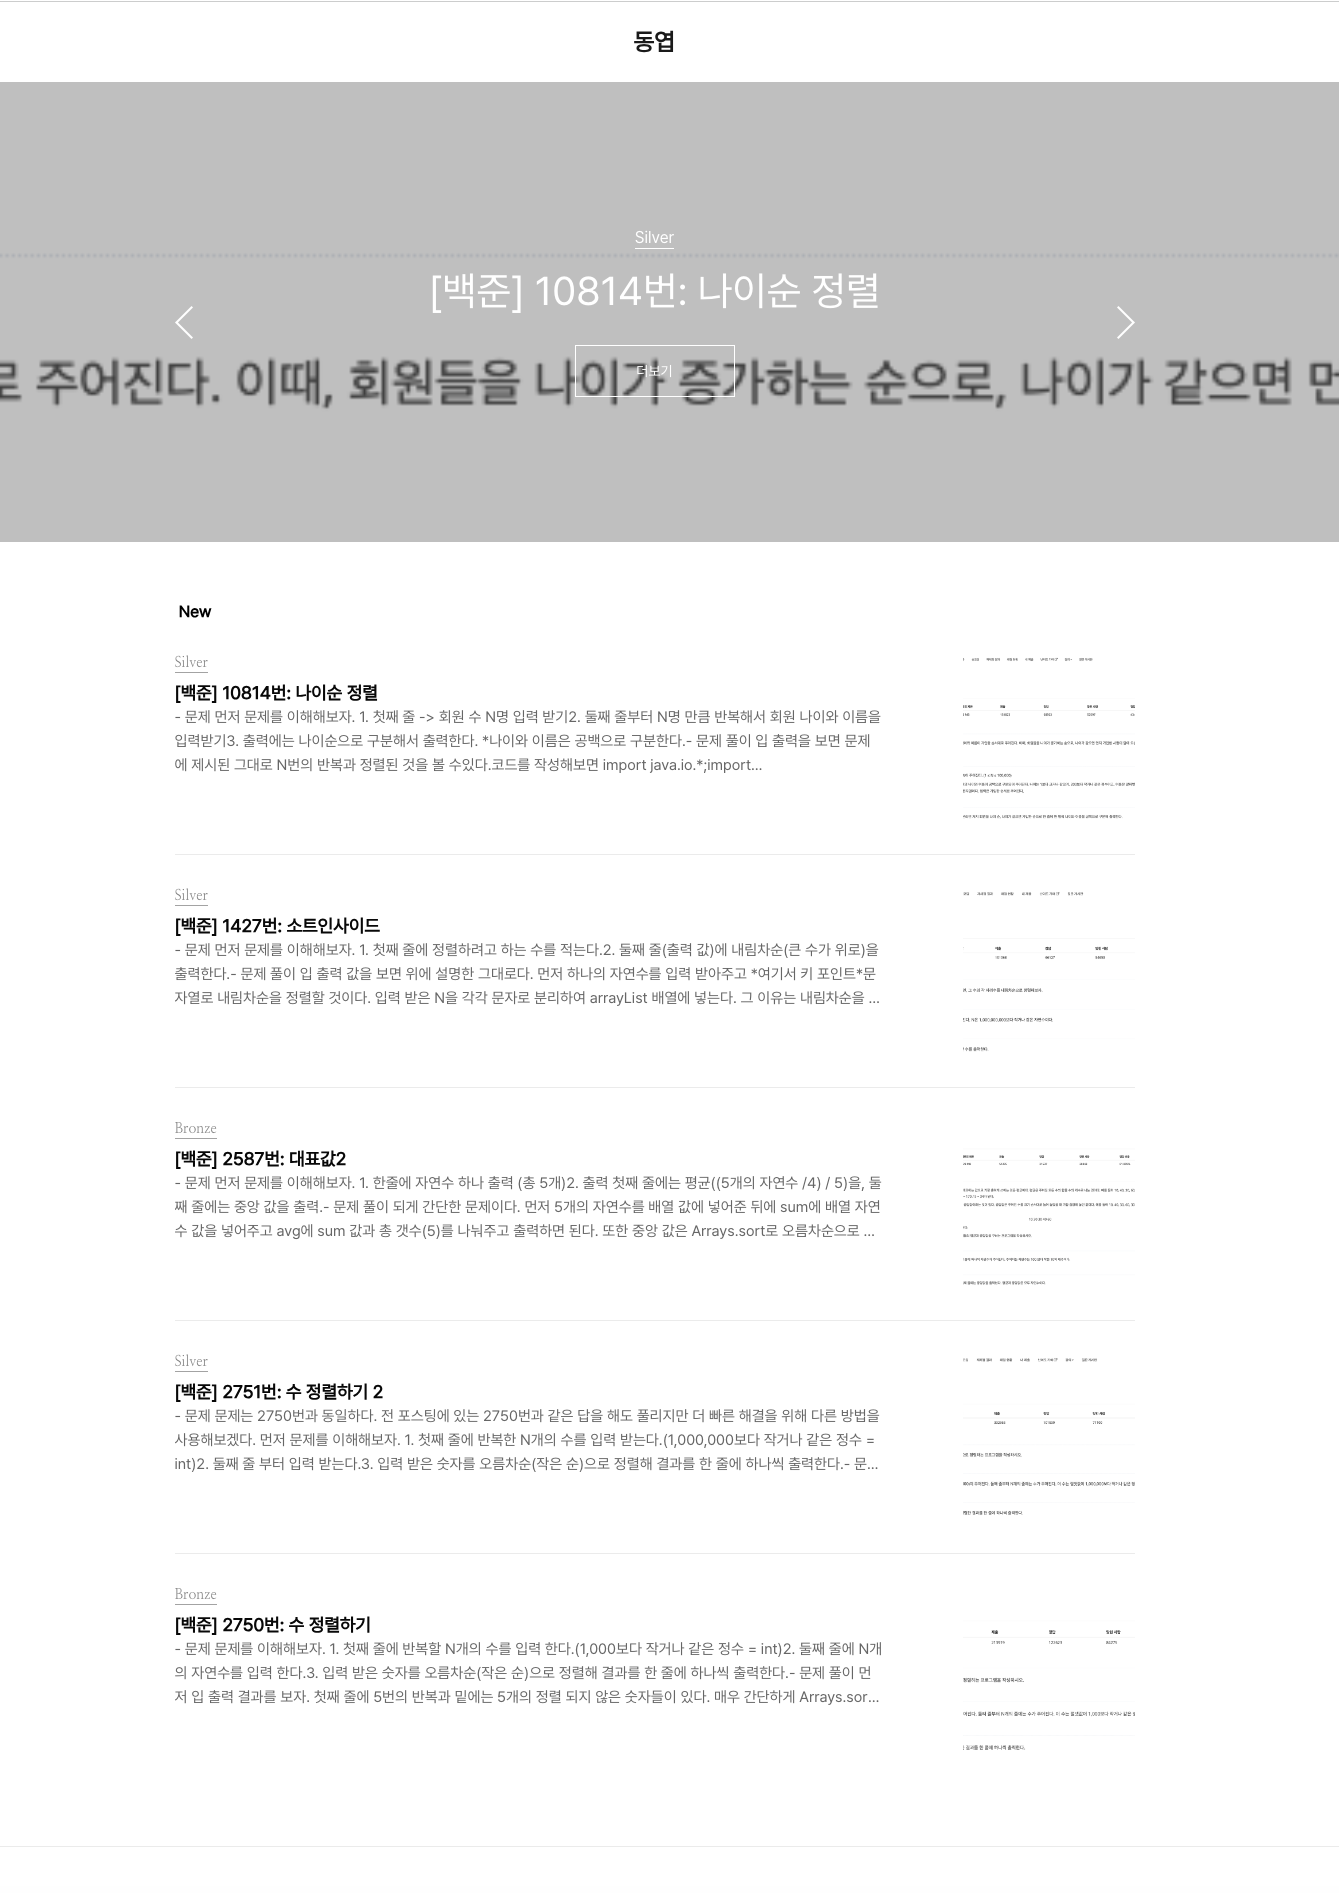 동엽
Silver
[백준] 10814번: 나이순 정렬
더보기
로 주어진다. 이때, 회원들을 나이가 증가하는 순으로, 나이가 같으면
New
Silver
[백준] 10814번: 나이순 정렬
- 문제 먼저 문제를 이해해보자. 1. 첫째 줄 -> 회원 수 N명 입력 받기2. 둘째 줄부터 N명 만큼 반복해서 회원 나이와 이름을
입력받기3. 출력에는 나이순으로 구분해서 출력한다. *나이와 이름은 공백으로 구분한다.- 문제 풀이 입 출력을 보면 문제
에 제시된 그대로 N번의 반복과 정렬된 것을 볼 수있다.코드를 작성해보면 import java.io.*;import...
Silver
[백준] 1427번: 소트인사이드
- 문제 먼저 문제를 이해해보자. 1. 첫째 줄에 정렬하려고 하는 수를 적는다.2. 둘째 줄(출력 값)에 내림차순(큰 수가 위로)을
출력한다.- 문제 풀이 입 출력 값을 보면 위에 설명한 그대로다. 먼저 하나의 자연수를 입력 받아주고 *여기서 키 포인트*문
자열로 내림차순을 정렬할 것이다. 입력 받은 N을 각각 문자로 분리하여 arrayList 배열에 넣는다. 그 이유는 내림차순을 ...
Bronze
[백준] 2587번: 대표값2
- 문제 먼저 문제를 이해해보자. 1. 한줄에 자연수 하나 출력 (총 5개)2. 출력 첫째 줄에는 평균((5개의 자연수 /4) / 5)을, 둘
째 줄에는 중앙 값을 출력.- 문제 풀이 되게 간단한 문제이다. 먼저 5개의 자연수를 배열 값에 넣어준 뒤에 sum에 배열 자연
수 값을 넣어주고 avg에 sum 값과 총 갯수(5)를 나눠주고 출력하면 된다. 또한 중앙 값은 Arrays.sort로 오름차순으로 ...
Silver
[백준] 2751번: 수 정렬하기 2
- 문제 문제는 2750번과 동일하다. 전 포스팅에 있는 2750번과 같은 답을 해도 풀리지만 더 빠른 해결을 위해 다른 방법을
사용해보겠다. 먼저 문제를 이해해보자. 1. 첫째 줄에 반복한 N개의 수를 입력 받는다.(1,000,000보다 작거나 같은 정수 =
int)2. 둘째 줄 부터 입력 받는다.3. 입력 받은 숫자를 오름차순(작은 순)으로 정렬해 결과를 한 줄에 하나씩 출력한다.- 문...
Bronze
[백준] 2750번: 수 정렬하기
- 문제 문제를 이해해보자. 1. 첫째 줄에 반복할 N개의 수를 입력 한다.(1,000보다 작거나 같은 정수 = int)2. 둘째 줄에 N개
의 자연수를 입력 한다.3. 입력 받은 숫자를 오름차순(작은 순)으로 정렬해 결과를 한 줄에 하나씩 출력한다.- 문제 풀이 먼
저 입 출력 결과를 보자. 첫째 줄에 5번의 반복과 밑에는 5개의 정렬 되지 않은 숫자들이 있다. 매우 간단하게 Arrays.sor...